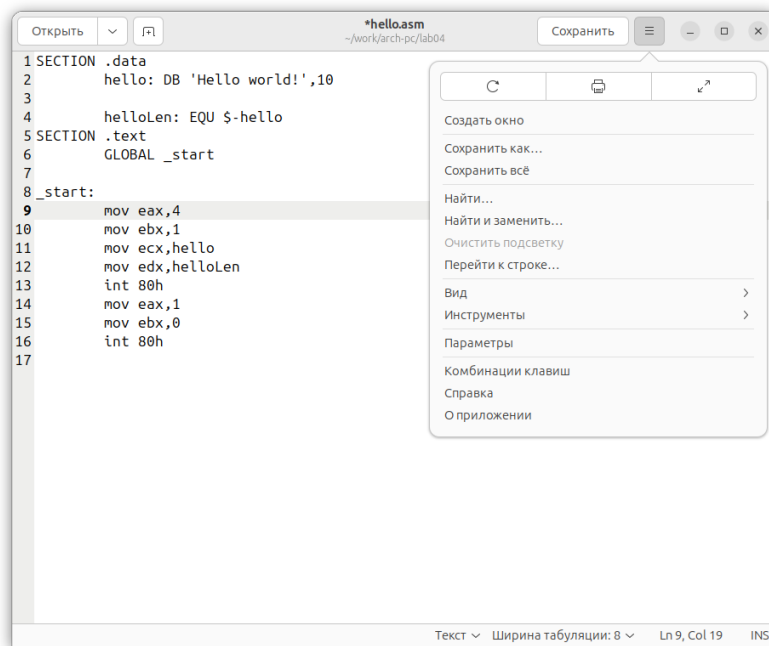 Открыть
*hello.asm
~/work/arch-pc/lab04
Сохранить
1 SECTION .data
2 hello: DB 'Hello world!',10
3
4 helloLen: EQU $-hello
5 SECTION .text
6 GLOBAL _start
7
8 _start:
9 mov eax,4
10 mov ebx,1
11 mov ecx,hello
12 mov edx,helloLen
13 int 80h
14 mov eax,1
15 mov ebx,0
16 int 80h
17
Создать окно
Сохранить как...
Сохранить всё
Найти...
Найти и заменить...
Очистить подсветку
Перейти к строке...
Вид
Инструменты
Параметры
Комбинации клавиш
Справка
О приложении
Текст Ширина табуляции: 8 Ln 9, Col 19 INS